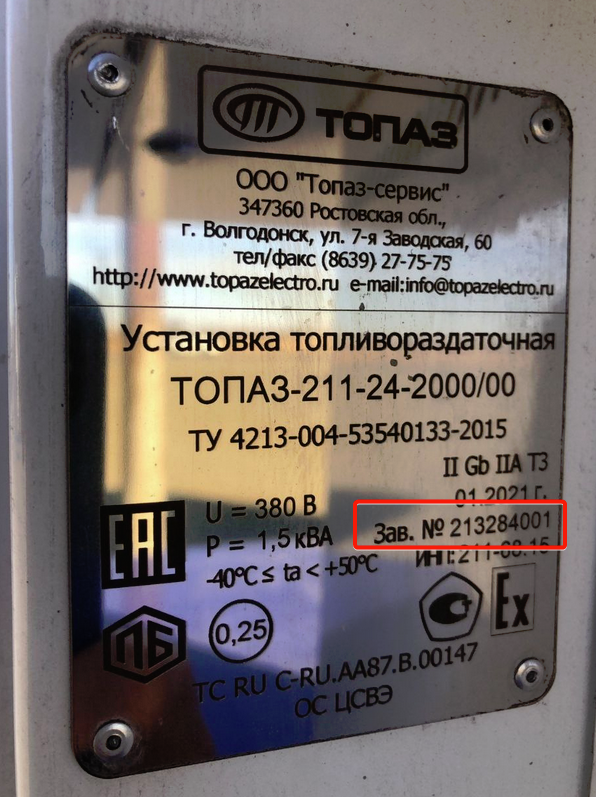 ТОПАЗ
ООО "Топаз-сервис"
347360 Ростовская обл.,
г. Волгодонск, ул. 7-я Заводская, 60
тел/факс (8639) 27-75-75
http://www.topazelectro.ru e-mail:info@topazelectro.ru
Установка топливораздаточная
ТОПАЗ-211-24-2000/00
ТУ 4213-004-53540133-2015
II Gb IIA T3
01.2021 г.
U = 380 В
Зав. № 213284001
P = 1,5 кВА
-40°C ≤ ta < +50°C
EAC
Ex
ПБ
0,25
ТС RU C-RU.АА87.В.00147
ОС ЦСВЭ